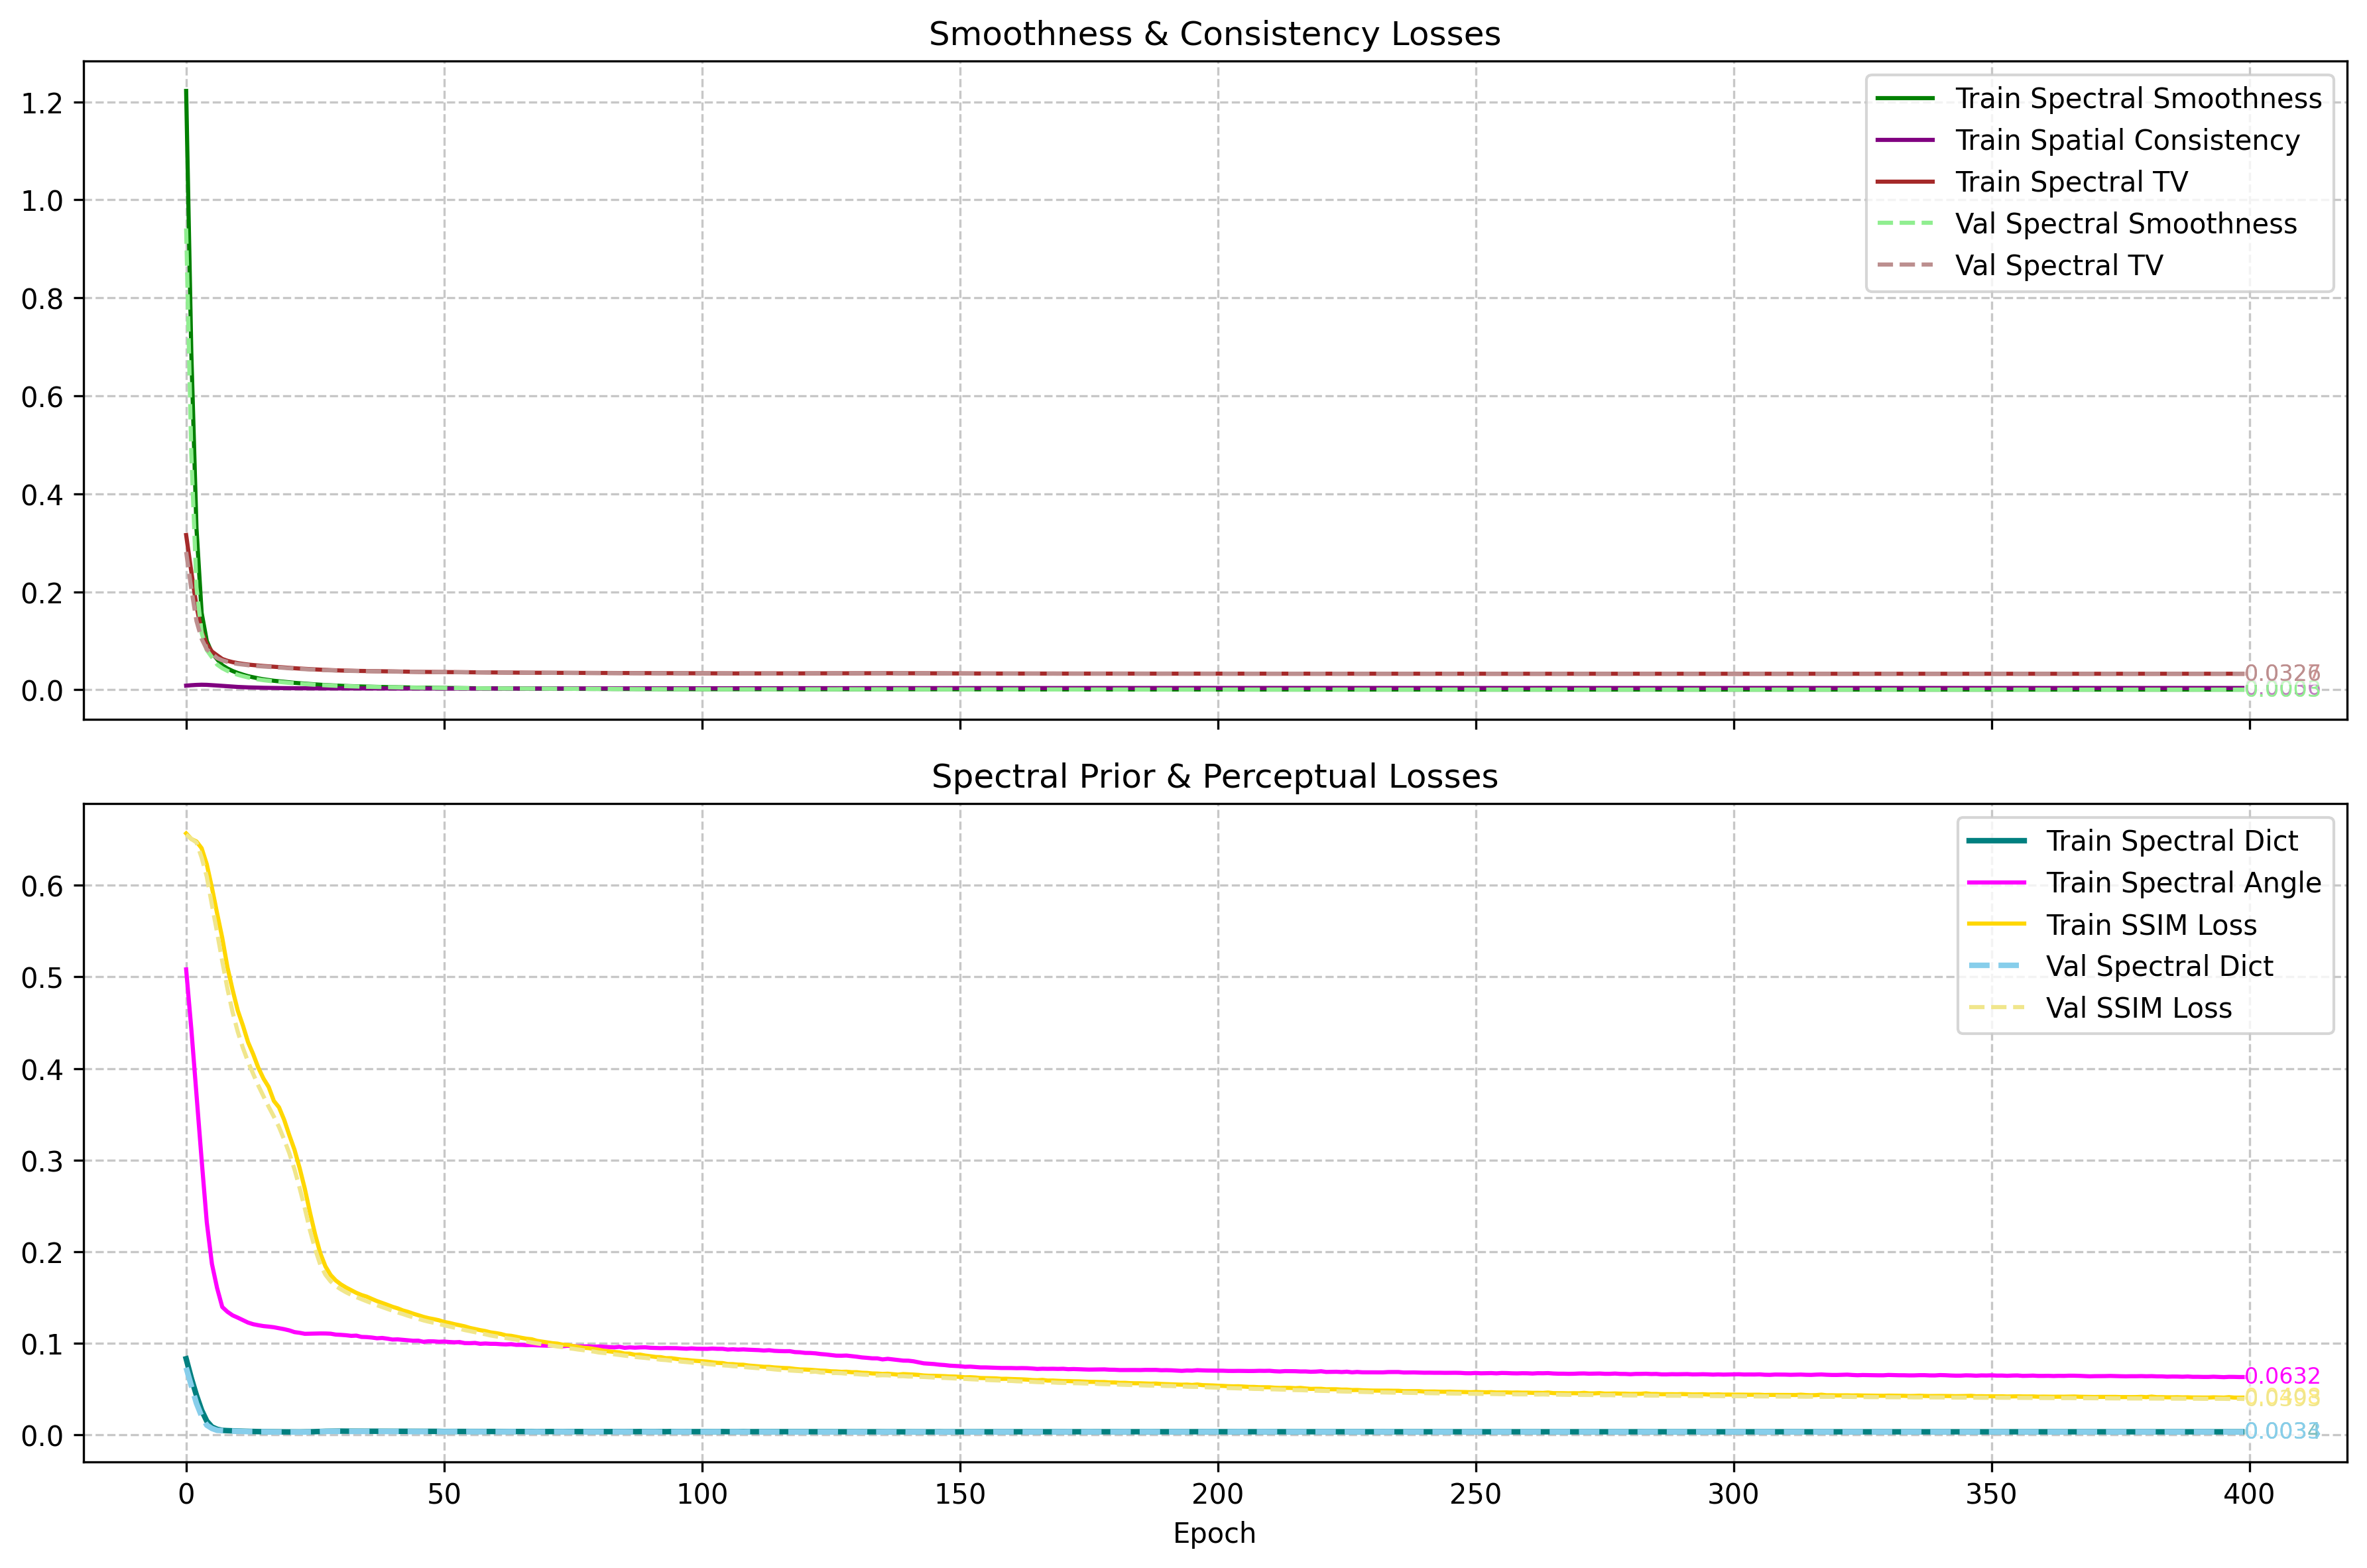 Smoothness & Consistency Losses
1.2
1.0
0.8
0.6
0.4
0.2
0.0
Train Spectral Smoothness
Train Spatial Consistency
Train Spectral TV
Val Spectral Smoothness
Val Spectral TV
Spectral Prior & Perceptual Losses
0.6
0.5
0.4
0.3
0.2
0.1
0.0
Train Spectral Dict
Train Spectral Angle
Train SSIM Loss
Val Spectral Dict
Val SSIM Loss
0.0632
0 50 100 150 200 250 300 350 400
Epoch